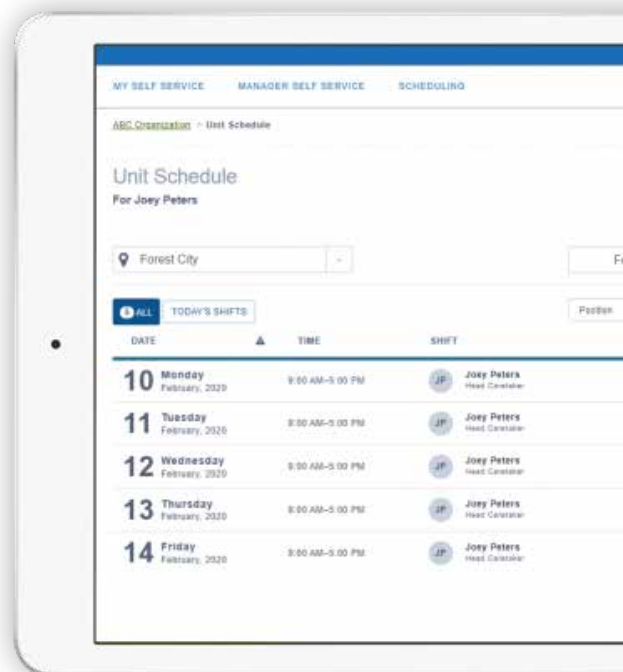 MY SELF SERVICE MANAGER SELF SERVICE SCHEDULING
ABC Organization > Unit Schedule
Unit Schedule
For Joey Peters
Forest City
ALL TODAY'S SHIFTS Position
DATE TIME SHIFT
10 Monday 9:00 AM–5:00 PM JP Joey Peters
February, 2020 Head Caretaker
11 Tuesday 9:00 AM–5:00 PM JP Joey Peters
February, 2020 Head Caretaker
12 Wednesday 9:00 AM–5:00 PM JP Joey Peters
February, 2020 Head Caretaker
13 Thursday 9:00 AM–5:00 PM JP Joey Peters
February, 2020 Head Caretaker
14 Friday 9:00 AM–5:00 PM JP Joey Peters
February, 2020 Head Caretaker